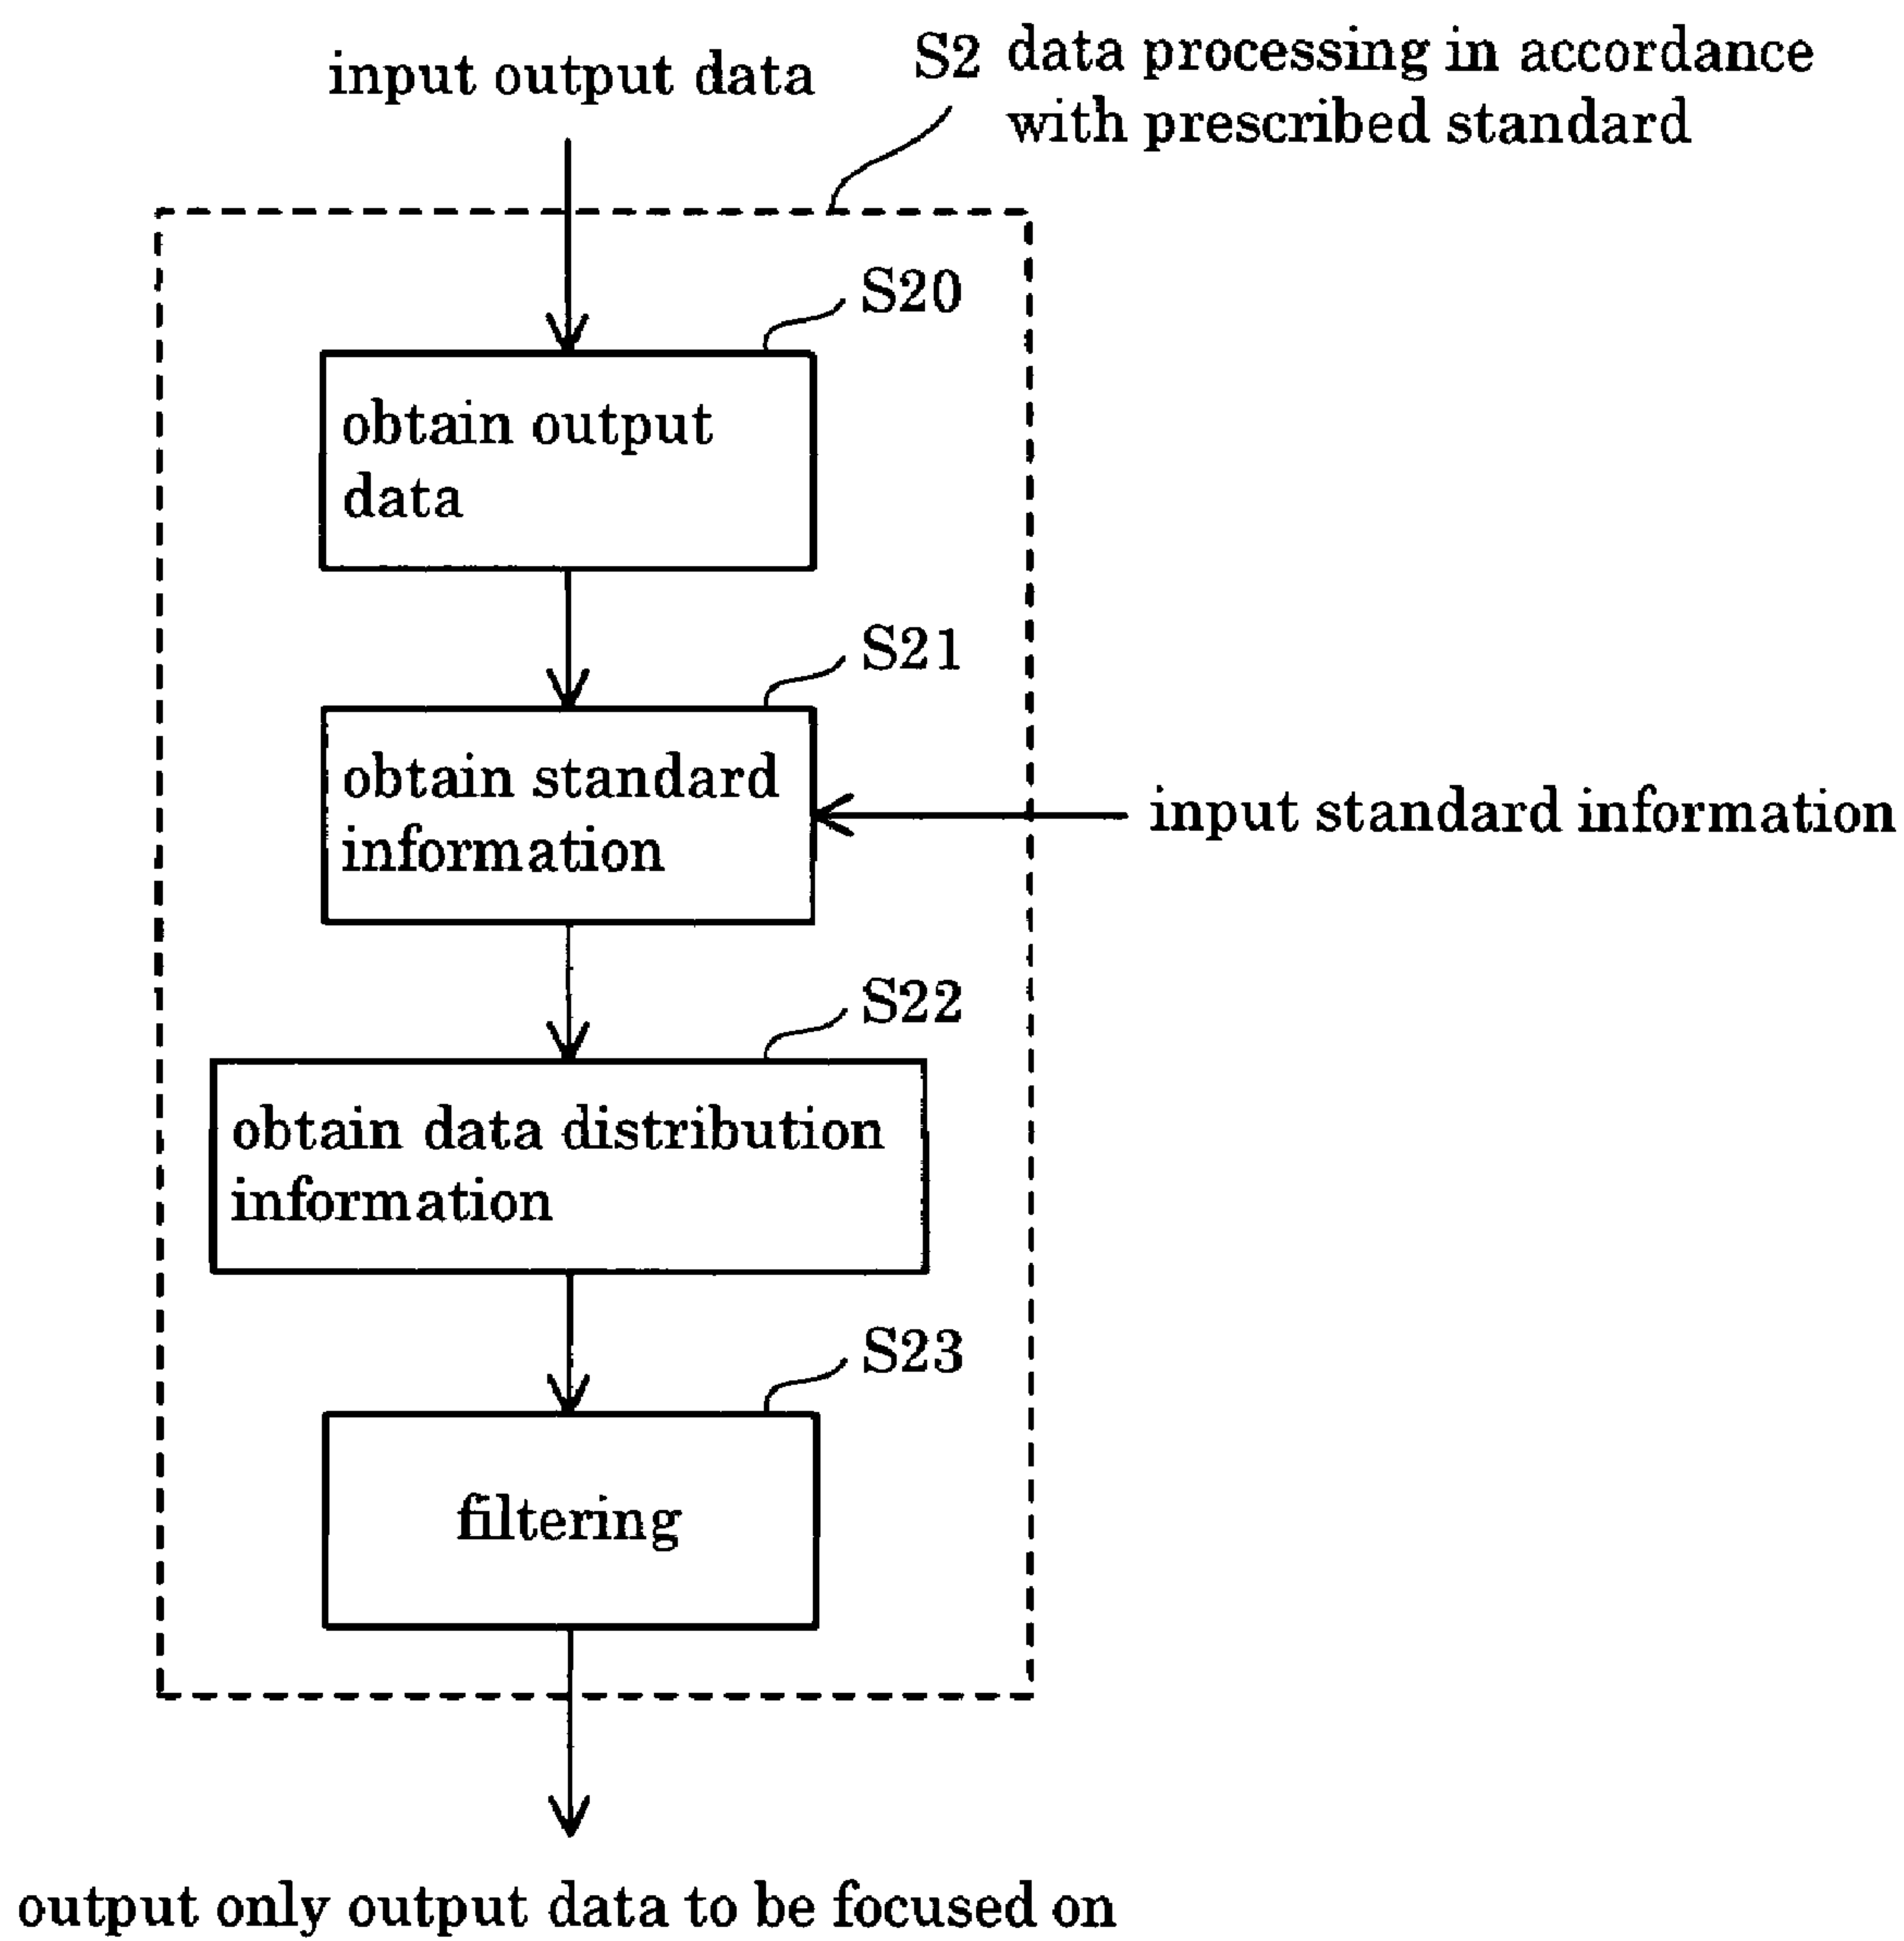 input output data
S2 data processing in accordance
with prescribed standard
S20
obtain output
data
S21
obtain standard
information
input standard information
S22
obtain data distribution
information
S23
filtering
output only output data to be focused on